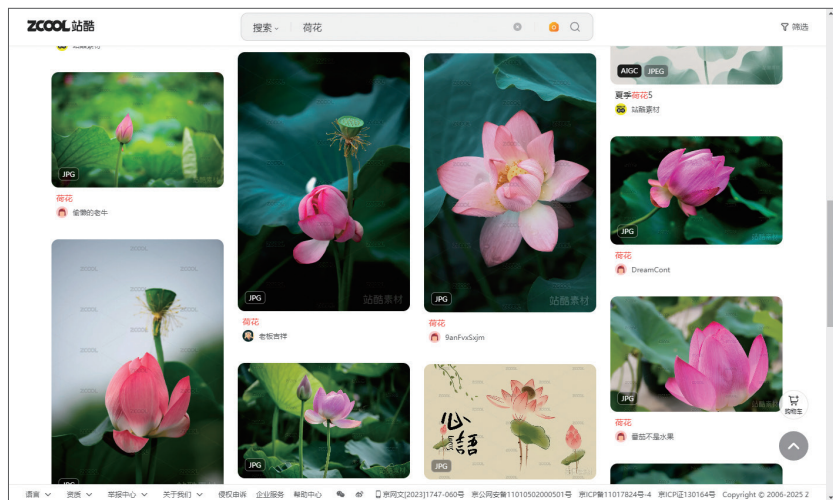 ZCOOL 站酷
搜索
荷花
筛选
站酷素材
JPG
荷花
偷懒的老牛
JPG
站酷素材
荷花
老板吉祥
JPG
站酷素材
荷花
9anFvxSxjm
AIGC JPEG
夏季荷花5
站酷素材
JPG
荷花
DreamCont
JPG
JPG
心語
JPG
JPG
荷花
番茄不是水果
购物车
语言 资质 举报中心 关于我们 侵权申诉 企业服务 帮助中心 京网文[2023]1747-060号 京公网安备11010502000501号 京ICP备11017824号-4 京ICP证130164号 Copyright © 2006-2025 Z